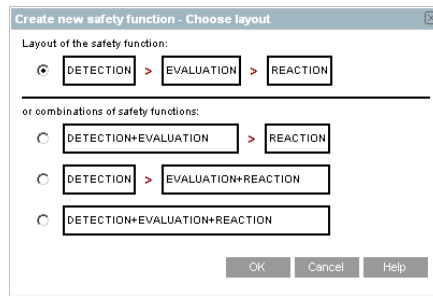 Create new safety function - Choose layout
Layout of the safety function:
DETECTION > EVALUATION > REACTION
or combinations of safety functions:
DETECTION+EVALUATION > REACTION
DETECTION > EVALUATION+REACTION
DETECTION+EVALUATION+REACTION
OK Cancel Help